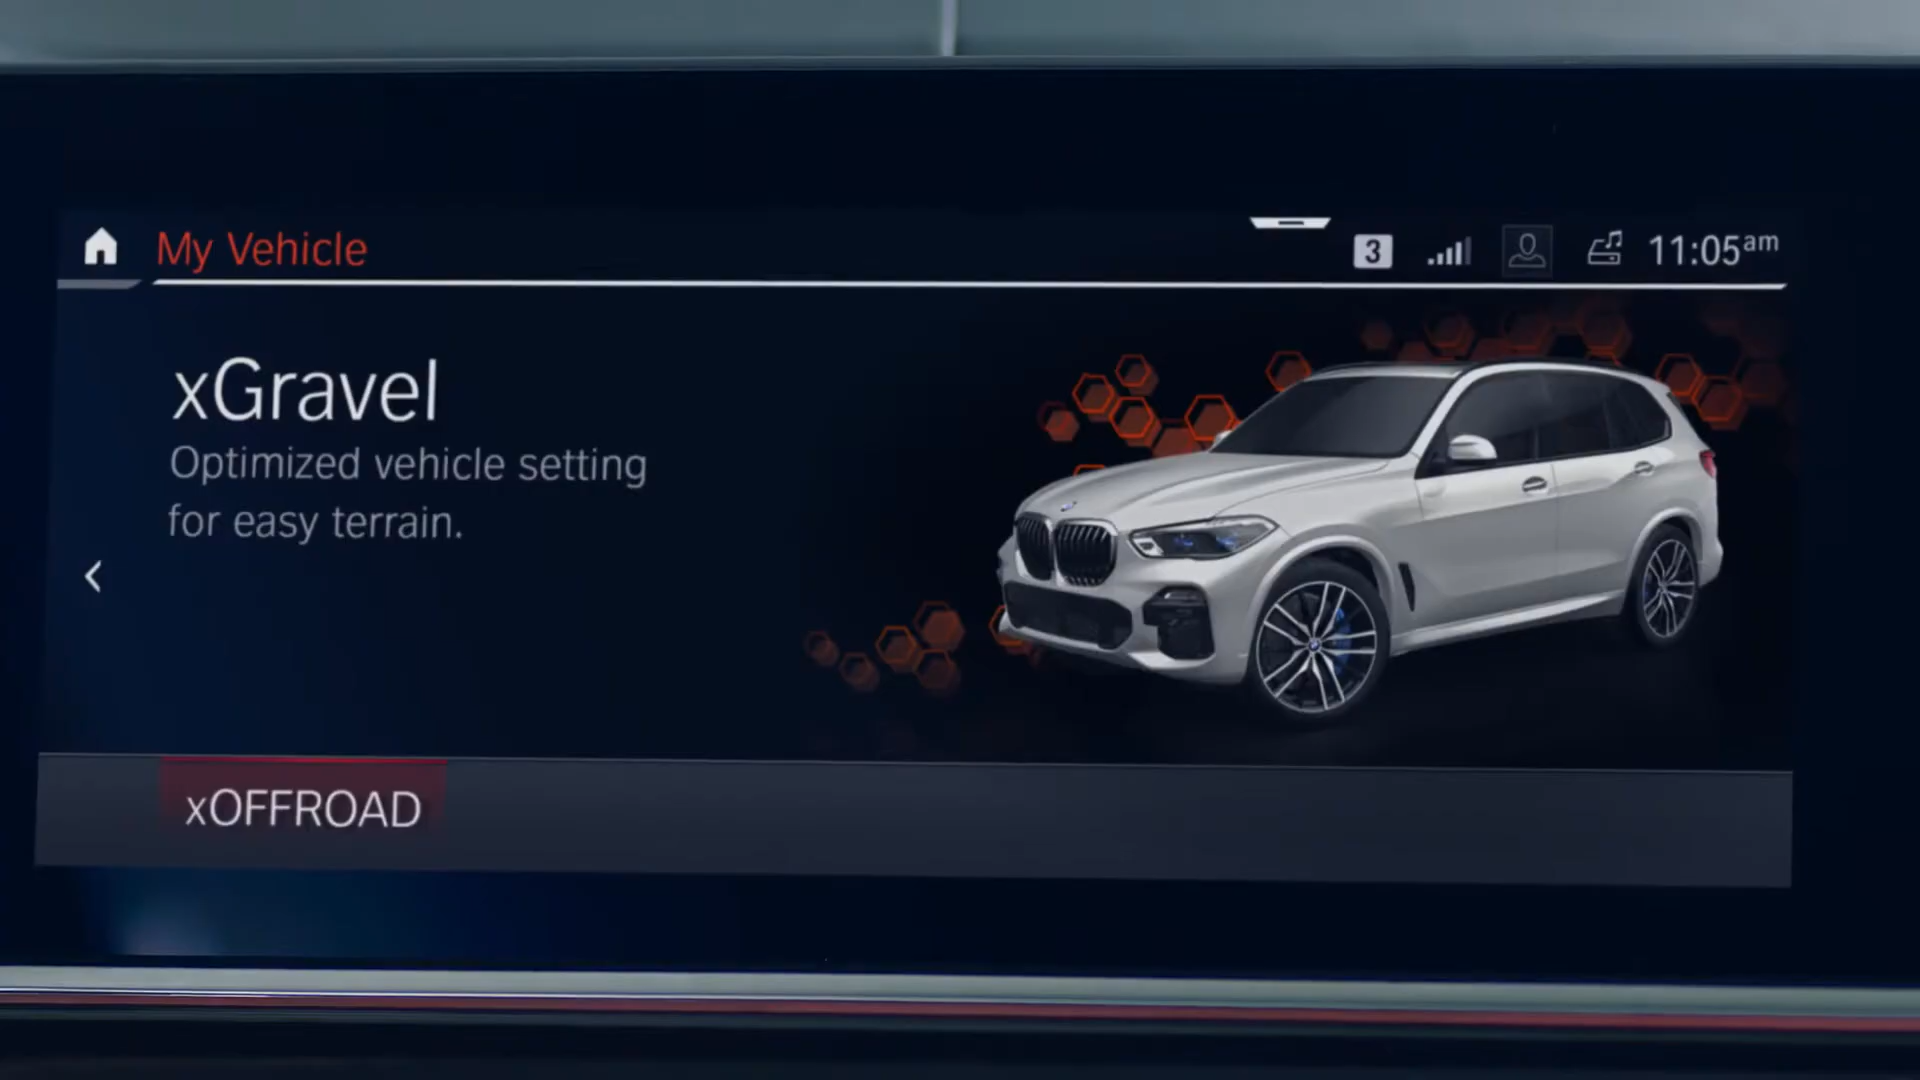 My Vehicle
3
11:05am
xGravel
Optimized vehicle setting
for easy terrain.
xOFFROAD